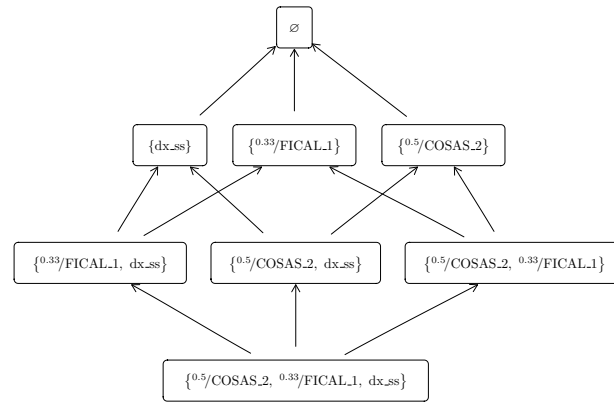 ∅
{dx_ss} {⁰·³³/FICAL_1} {⁰·⁵/COSAS_2}
{⁰·³³/FICAL_1, dx_ss} {⁰·⁵/COSAS_2, dx_ss} {⁰·⁵/COSAS_2, ⁰·³³/FICAL_1}
{⁰·⁵/COSAS_2, ⁰·³³/FICAL_1, dx_ss}